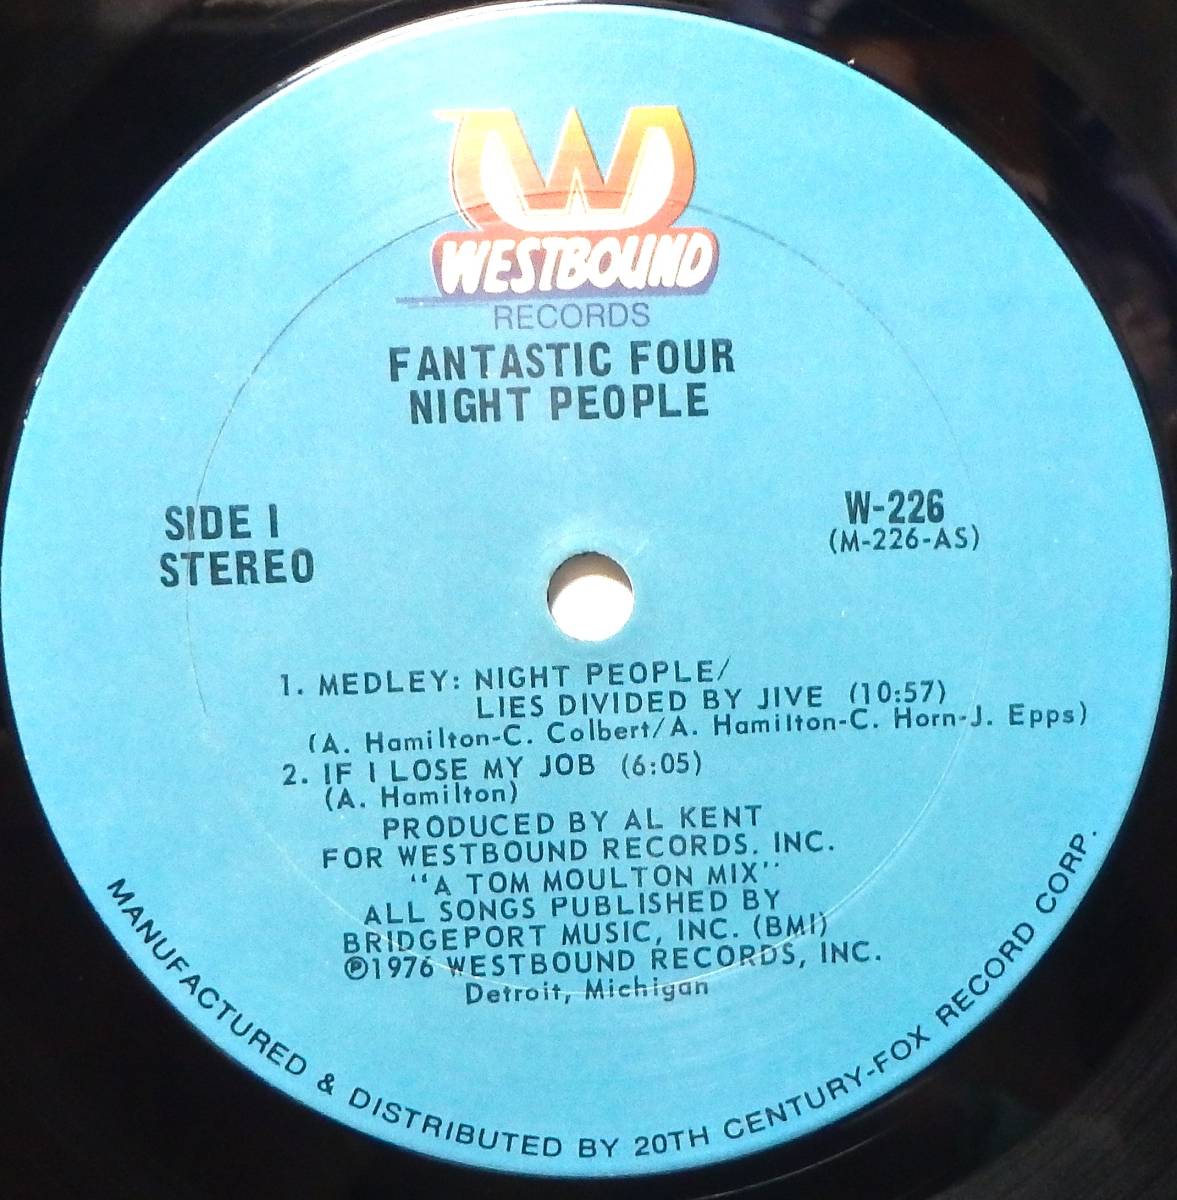 W
WESTBOUND
RECORDS
FANTASTIC FOUR
NIGHT PEOPLE
SIDE I
STEREO
W-226
(M-226-AS)
1. MEDLEY: NIGHT PEOPLE/
LIES DIVIDED BY JIVE (10:57)
(A. Hamilton-C. Colbert/A. Hamilton-C. Horn-J. Epps)
2. IF I LOSE MY JOB (6:05)
(A. Hamilton)
PRODUCED BY AL KENT
FOR WESTBOUND RECORDS. INC.
"A TOM MOULTON MIX"
ALL SONGS PUBLISHED BY
BRIDGEPORT MUSIC, INC. (BMI)
℗1976 WESTBOUND RECORDS, INC.
Detroit, Michigan
MANUFACTURED & DISTRIBUTED BY 20TH CENTURY-FOX RECORD CORP.